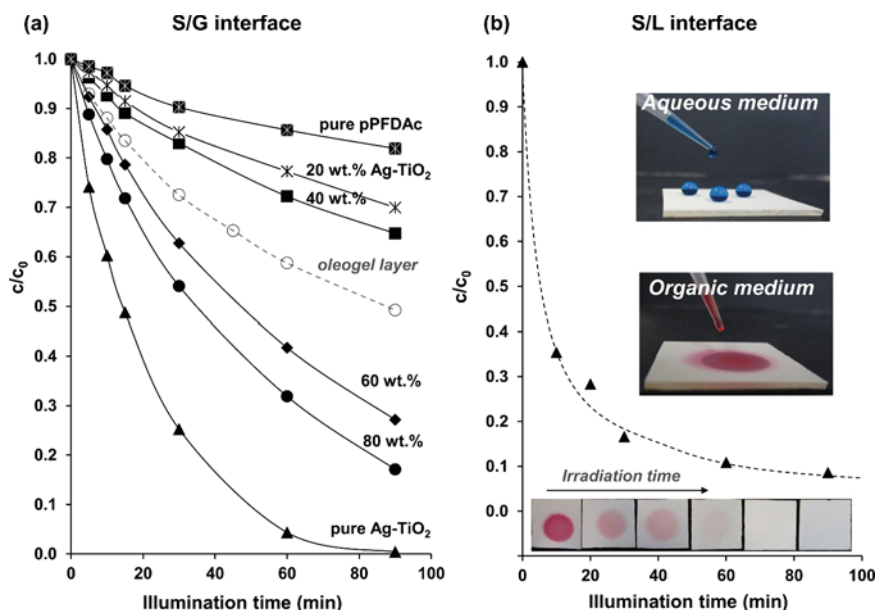 (a) S/G interface
1.0
0.9
0.8
0.7
0.6
0.5
0.4
0.3
0.2
0.1
0.0
c/c0
pure pPFDAc
20 wt.% Ag-TiO2
40 wt.%
oleogel layer
60 wt.%
80 wt.%
pure Ag-TiO2
0 20 40 60 80 100
Illumination time (min)
(b) S/L interface
1.0
0.9
0.8
0.7
0.6
0.5
0.4
0.3
0.2
0.1
0.0
c/c0
Aqueous medium
Organic medium
Irradiation time
0 20 40 60 80 100
Illumination time (min)